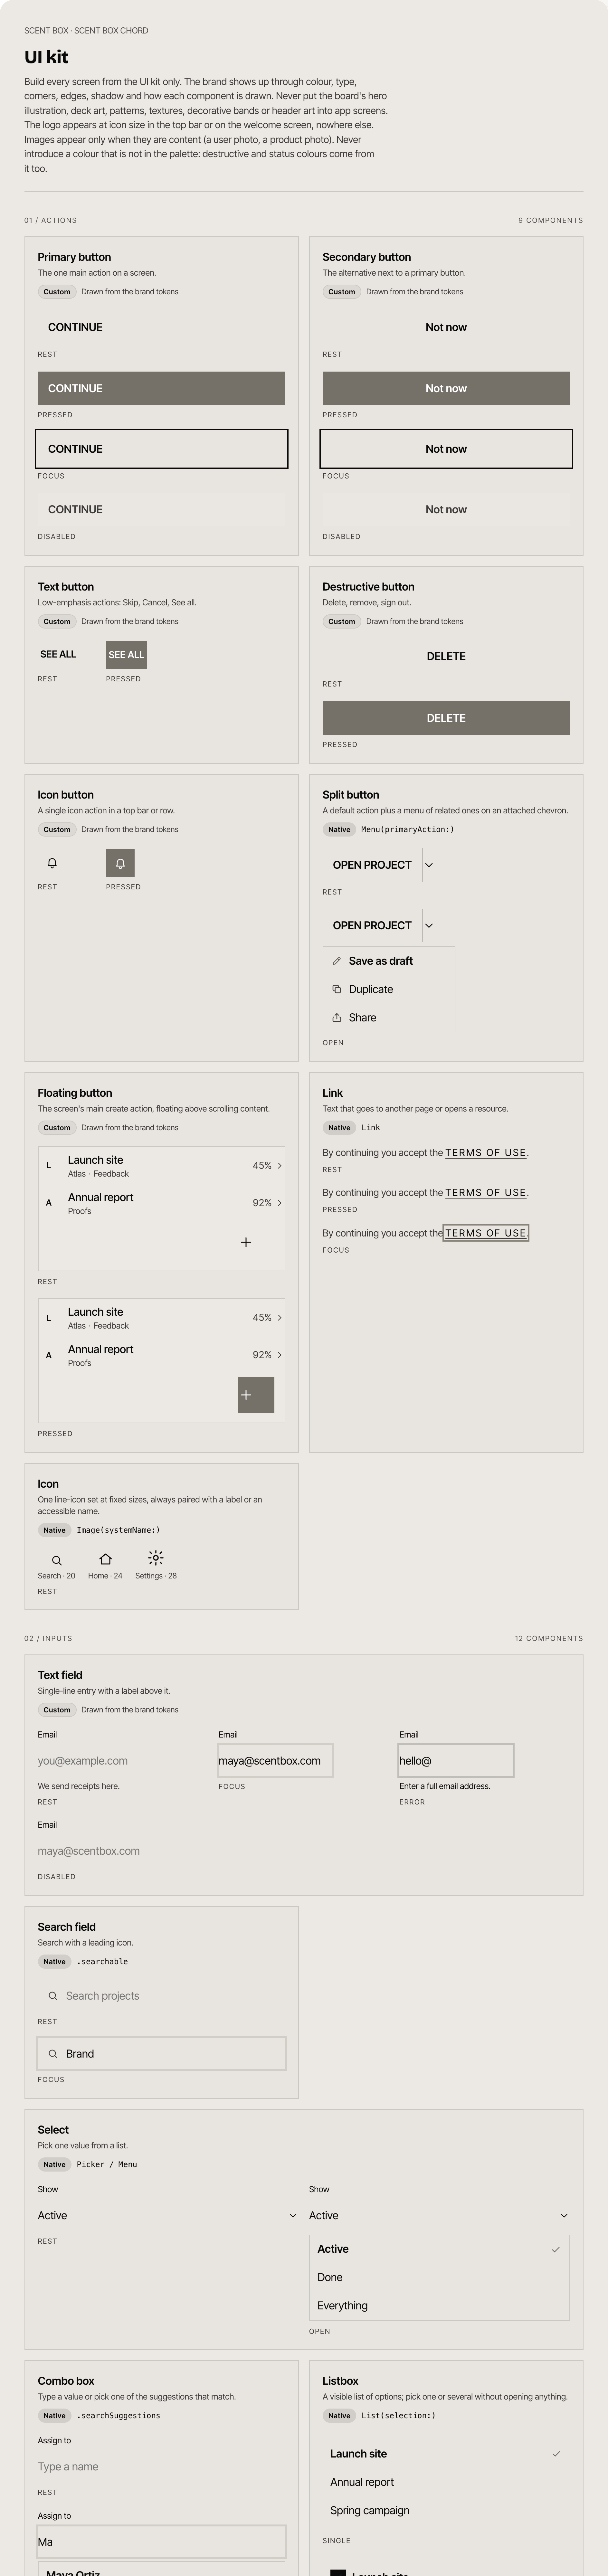 SCENT BOX · SCENT BOX CHORD
UI kit
Build every screen from the UI kit only. The brand shows up through colour, type,
corners, edges, shadow and how each component is drawn. Never put the board's hero
illustration, deck art, patterns, textures, decorative bands or header art into app screens.
The logo appears at icon size in the top bar or on the welcome screen, nowhere else.
Images appear only when they are content (a user photo, a product photo). Never
introduce a colour that is not in the palette: destructive and status colours come from
it too.
01 / ACTIONS
9 COMPONENTS
Primary button
The one main action on a screen.
Custom Drawn from the brand tokens
CONTINUE
REST
CONTINUE
PRESSED
CONTINUE
FOCUS
CONTINUE
DISABLED
Secondary button
The alternative next to a primary button.
Custom Drawn from the brand tokens
Not now
REST
Not now
PRESSED
Not now
FOCUS
Not now
DISABLED
Text button
Low-emphasis actions: Skip, Cancel, See all.
Custom Drawn from the brand tokens
SEE ALL SEE ALL
REST PRESSED
Destructive button
Delete, remove, sign out.
Custom Drawn from the brand tokens
DELETE
REST
DELETE
PRESSED
Icon button
A single icon action in a top bar or row.
Custom Drawn from the brand tokens
REST PRESSED
Split button
A default action plus a menu of related ones on an attached chevron.
Native Menu(primaryAction:)
OPEN PROJECT
REST
OPEN PROJECT
Save as draft
Duplicate
Share
OPEN
Floating button
The screen's main create action, floating above scrolling content.
Custom Drawn from the brand tokens
L Launch site 45%
Atlas · Feedback
A Annual report 92%
Proofs
REST
L Launch site 45%
Atlas · Feedback
A Annual report 92%
Proofs
PRESSED
Link
Text that goes to another page or opens a resource.
Native Link
By continuing you accept the TERMS OF USE.
REST
By continuing you accept the TERMS OF USE.
PRESSED
By continuing you accept the TERMS OF USE.
FOCUS
Icon
One line-icon set at fixed sizes, always paired with a label or an
accessible name.
Native Image(systemName:)
Search · 20 Home · 24 Settings · 28
REST
02 / INPUTS
12 COMPONENTS
Text field
Single-line entry with a label above it.
Custom Drawn from the brand tokens
Email
you@example.com
We send receipts here.
REST
Email
maya@scentbox.com
FOCUS
Email
hello@
Enter a full email address.
ERROR
Email
maya@scentbox.com
DISABLED
Search field
Search with a leading icon.
Native .searchable
Search projects
REST
Brand
FOCUS
Select
Pick one value from a list.
Native Picker / Menu
Show
Active
REST
Show
Active
Active
Done
Everything
OPEN
Combo box
Type a value or pick one of the suggestions that match.
Native .searchSuggestions
Assign to
Type a name
REST
Assign to
Ma
Listbox
A visible list of options; pick one or several without opening anything.
Native List(selection:)
Launch site
Annual report
Spring campaign
SINGLE